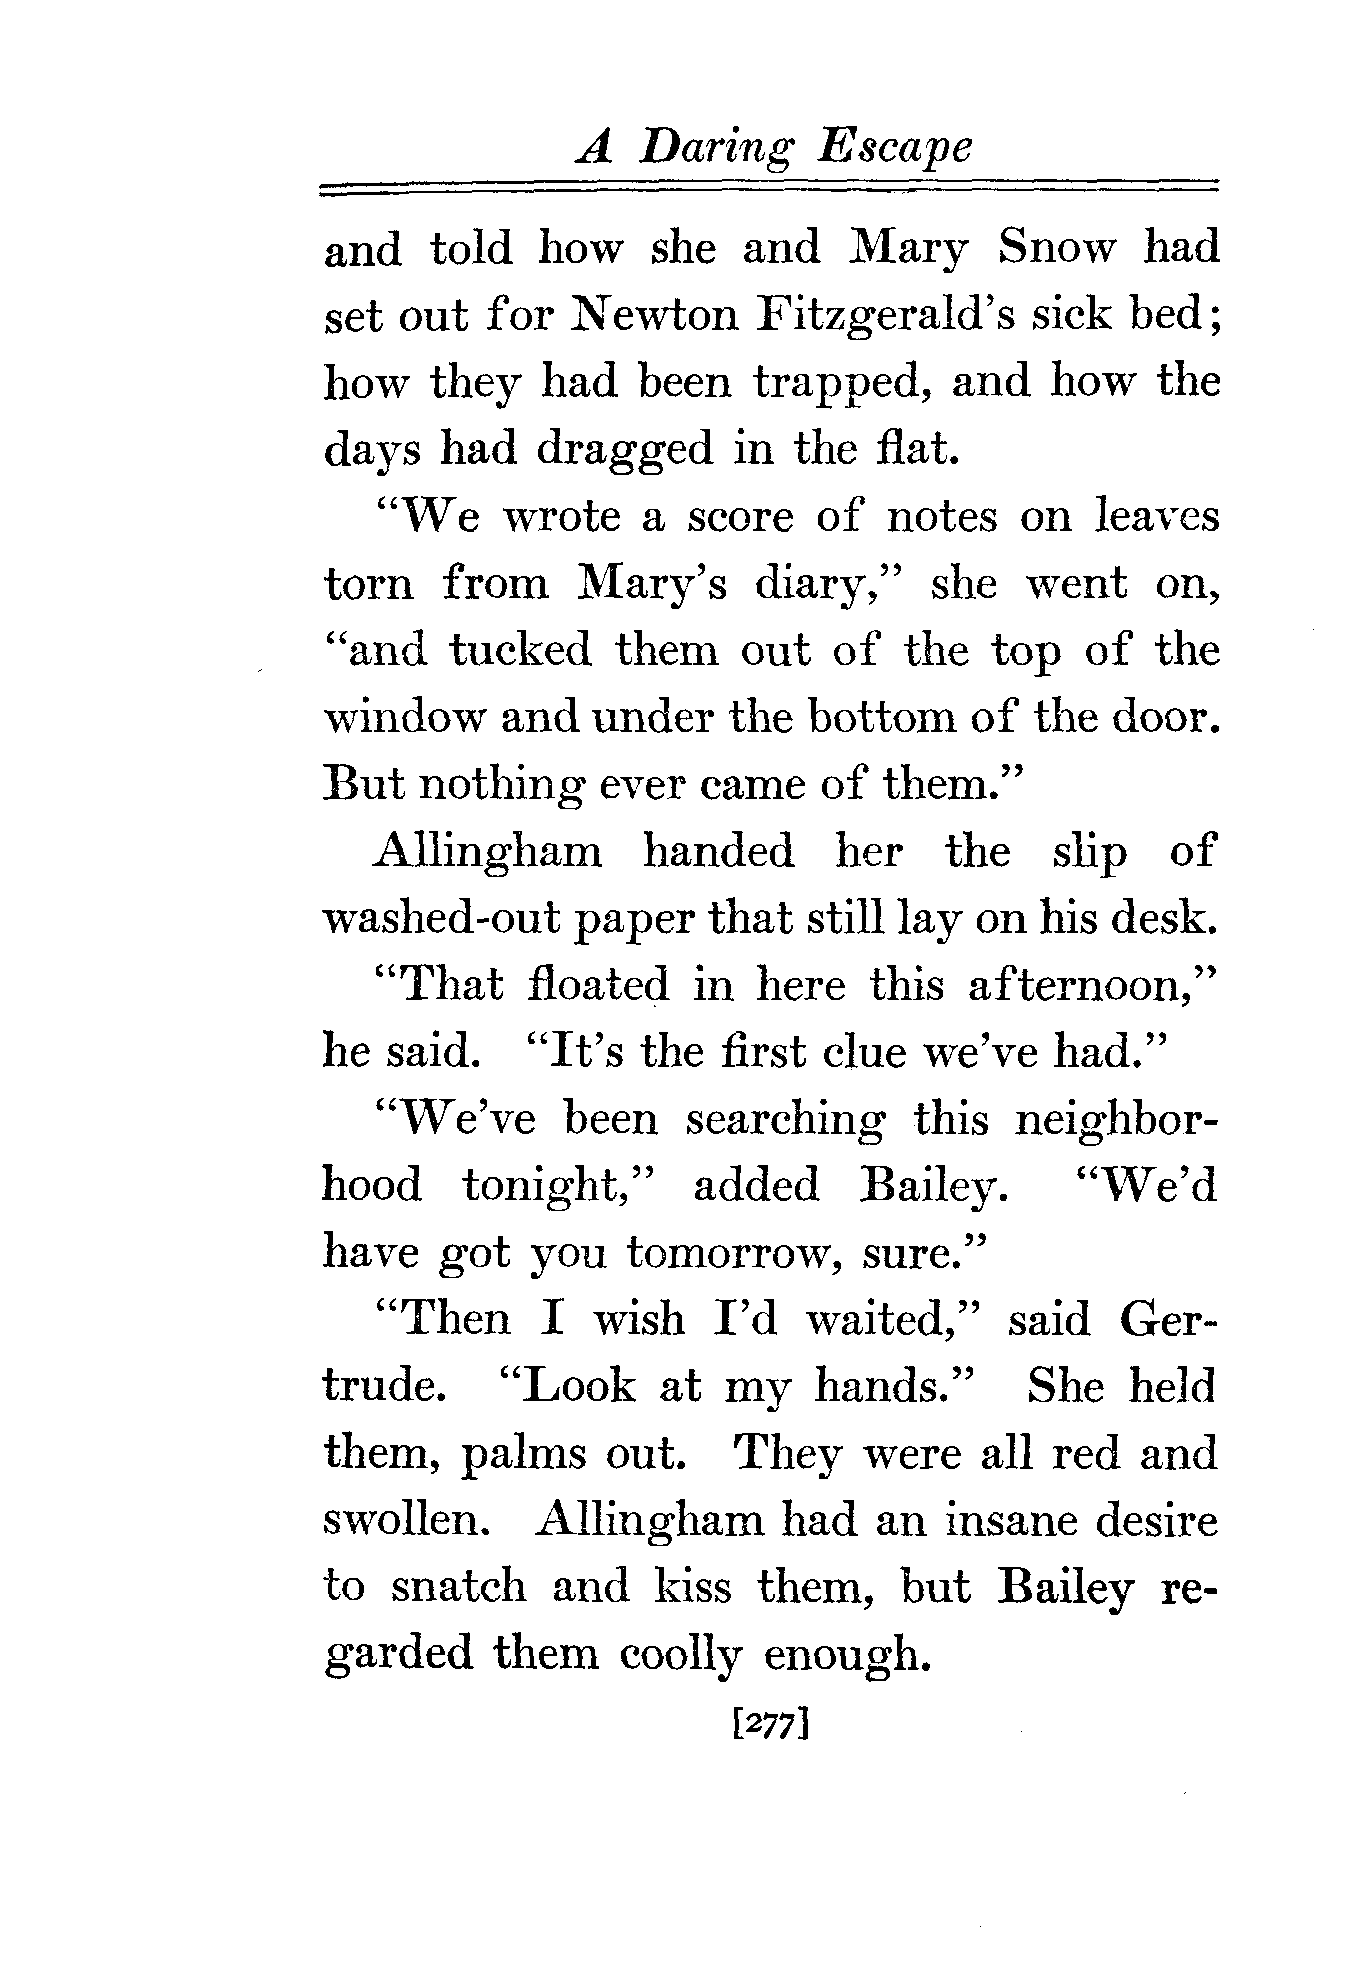 A Daring Escape
and told how she and Mary Snow had
set out for Newton Fitzgerald's sick bed;
how they had been trapped, and how the
days had dragged in the flat.
"We wrote a score of notes on leaves
torn from Mary's diary," she went on,
"and tucked them out of the top of the
window and under the bottom of the door.
But nothing ever came of them."
Allingham handed her the slip of
washed-out paper that still lay on his desk.
"That floated in here this afternoon,"
he said. "It's the first clue we've had."
"We've been searching this neighbor-
hood tonight," added Bailey. "We'd
have got you tomorrow, sure."
"Then I wish I'd waited," said Ger-
trude. "Look at my hands." She held
them, palms out. They were all red and
swollen. Allingham had an insane desire
to snatch and kiss them, but Bailey re-
garded them coolly enough.
[277]